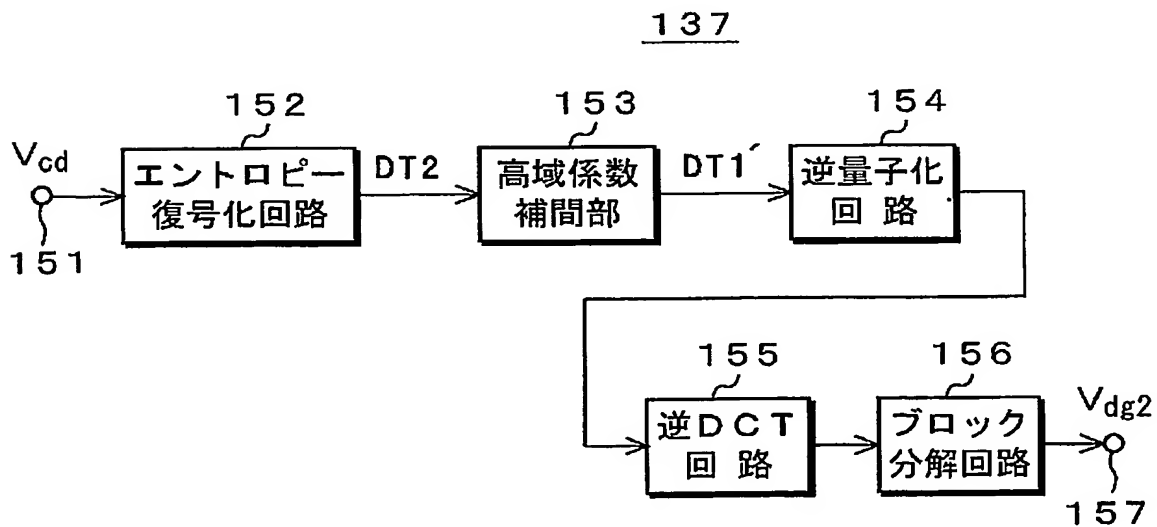 137
152
153
154
Vcd
エントロピー
復号化回路
DT2
高域係数
補間部
DT1´
逆量子化
回路
151
155
156
逆DCT
回路
ブロック
分解回路
Vdg2
157